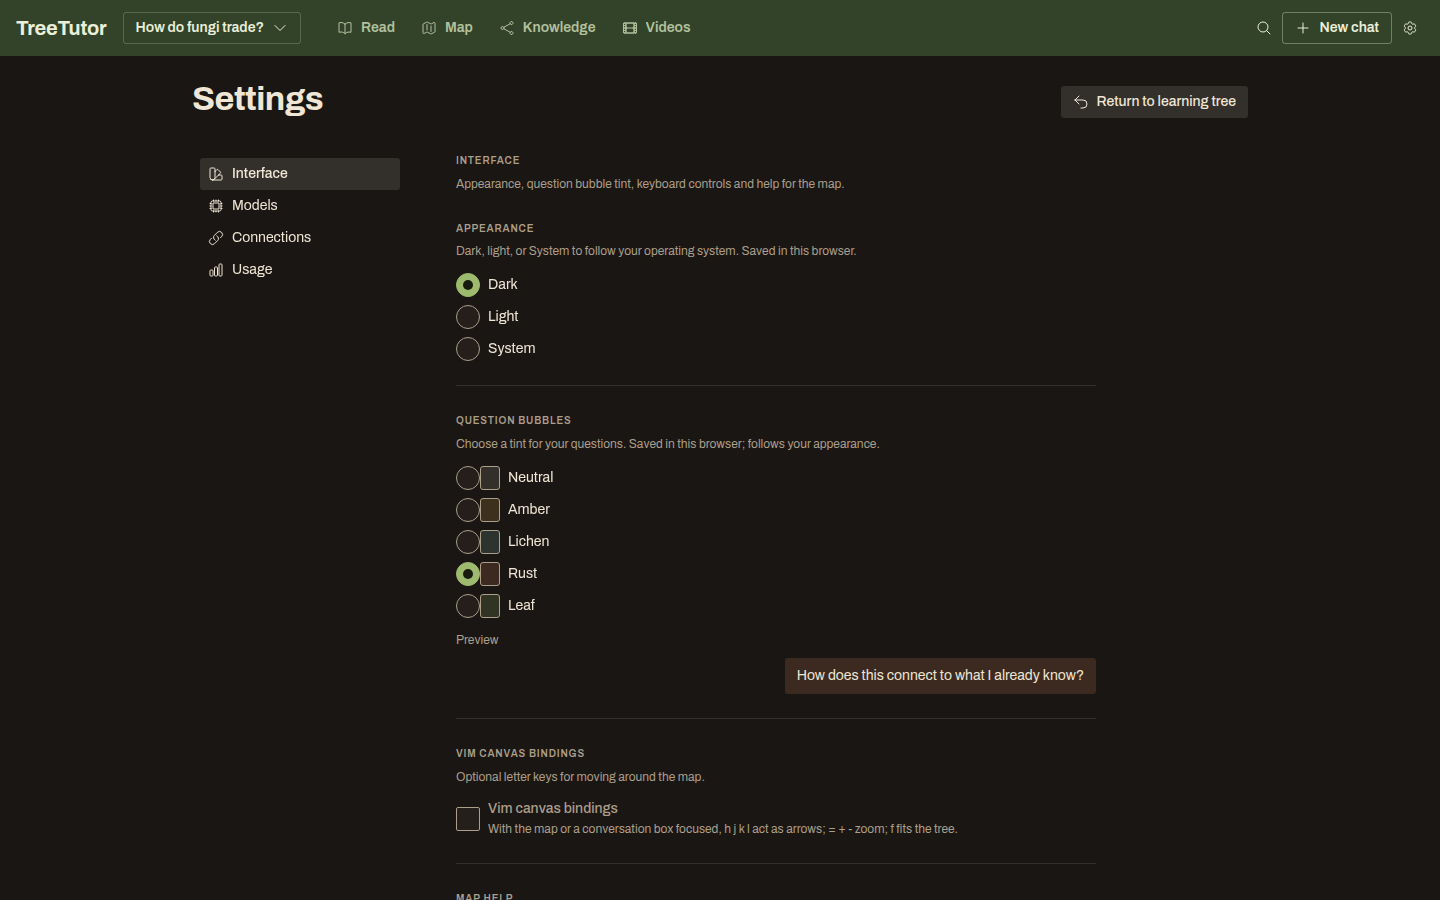 TreeTutor
How do fungi trade?
Read
Map
Knowledge
Videos
New chat
Settings
Return to learning tree
Interface
Models
Connections
Usage
INTERFACE
Appearance, question bubble tint, keyboard controls and help for the map.
APPEARANCE
Dark, light, or System to follow your operating system. Saved in this browser.
Dark
Light
System
QUESTION BUBBLES
Choose a tint for your questions. Saved in this browser; follows your appearance.
Neutral
Amber
Lichen
Rust
Leaf
Preview
How does this connect to what I already know?
VIM CANVAS BINDINGS
Optional letter keys for moving around the map.
Vim canvas bindings
With the map or a conversation box focused, h j k l act as arrows; = + - zoom; f fits the tree.
MAP HELP